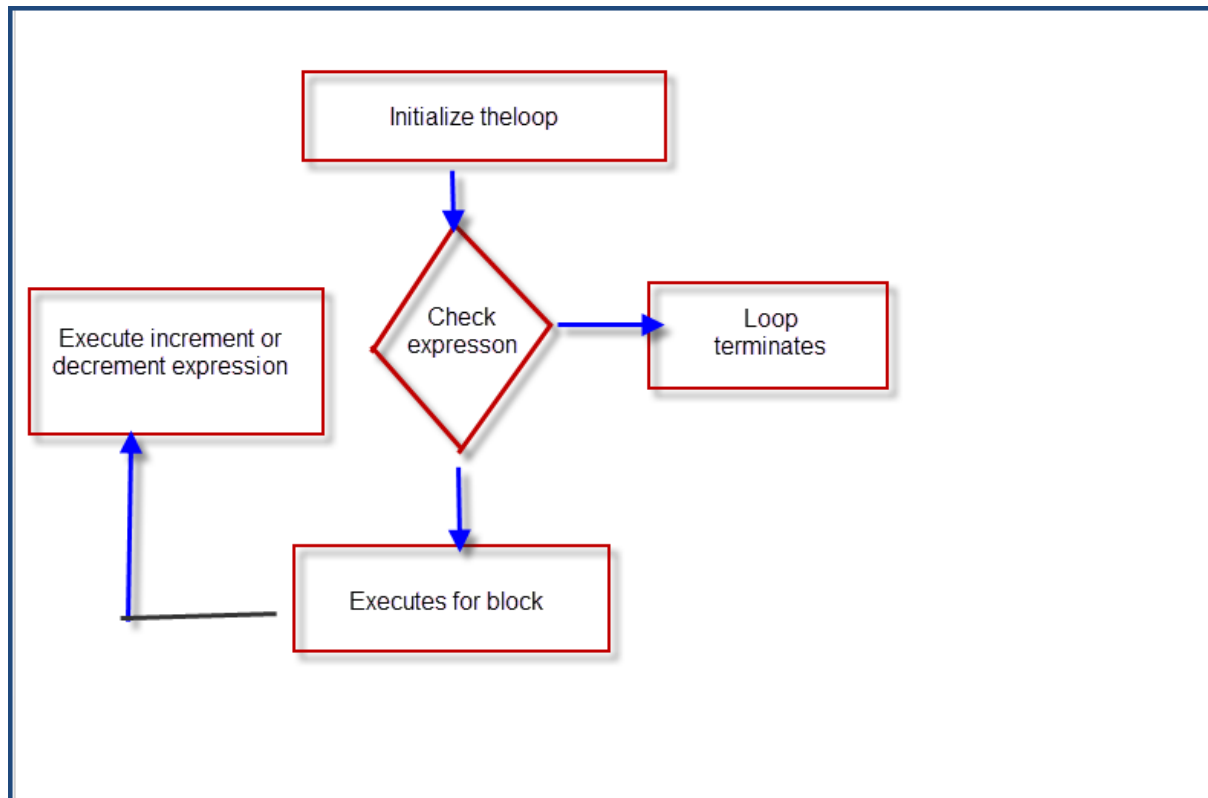 Initialize theloop
Check
expresson
Loop
terminates
Execute increment or
decrement expression
Executes for block